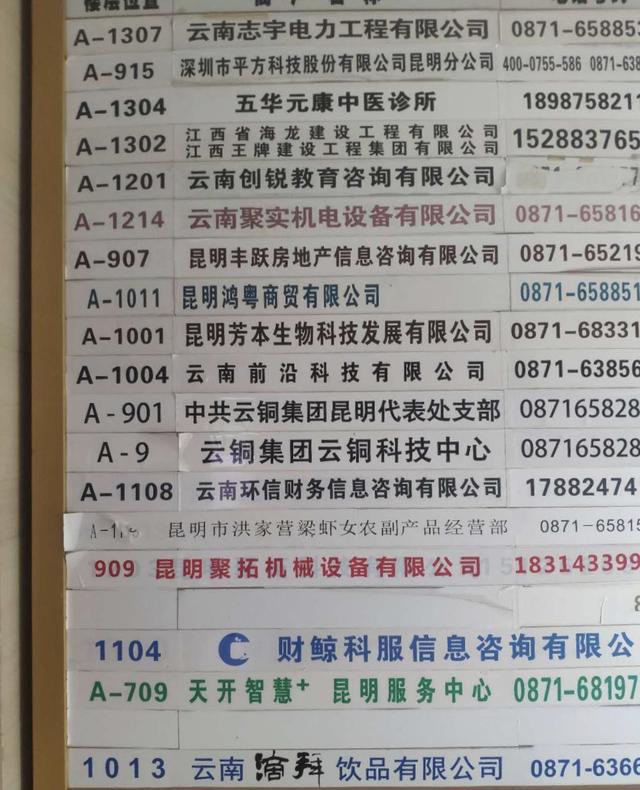 楼层位置 商户名称 电话号码
A-1307 云南志宇电力工程有限公司 0871-65885
A-915 深圳市平方科技股份有限公司昆明分公司 400-0755-586 0871-638
A-1304 五华元康中医诊所 1898758211
A-1302 江西省海龙建设工程有限公司 152883765
江西王牌建设工程集团有限公司
A-1201 云南创锐教育咨询有限公司
A-1214 云南聚实机电设备有限公司 0871-65816
A-907 昆明丰跃房地产信息咨询有限公司 0871-65219
A-1011 昆明鸿粤商贸有限公司 0871-658851
A-1001 昆明芳本生物科技发展有限公司 0871-68331
A-1004 云南前沿科技有限公司 0871-63856
A-901 中共云铜集团昆明代表处支部 087165828
A-9 云铜集团云铜科技中心 087165828
A-1108 云南环信财务信息咨询有限公司 17882474
昆明市洪家营梁虾女农副产品经营部 0871-65815
909 昆明聚拓机械设备有限公司 183143399
1104 财鲸科服信息咨询有限公
A-709 天开智慧+ 昆明服务中心 0871-68197
1013 云南 饮品有限公司 0871-6366